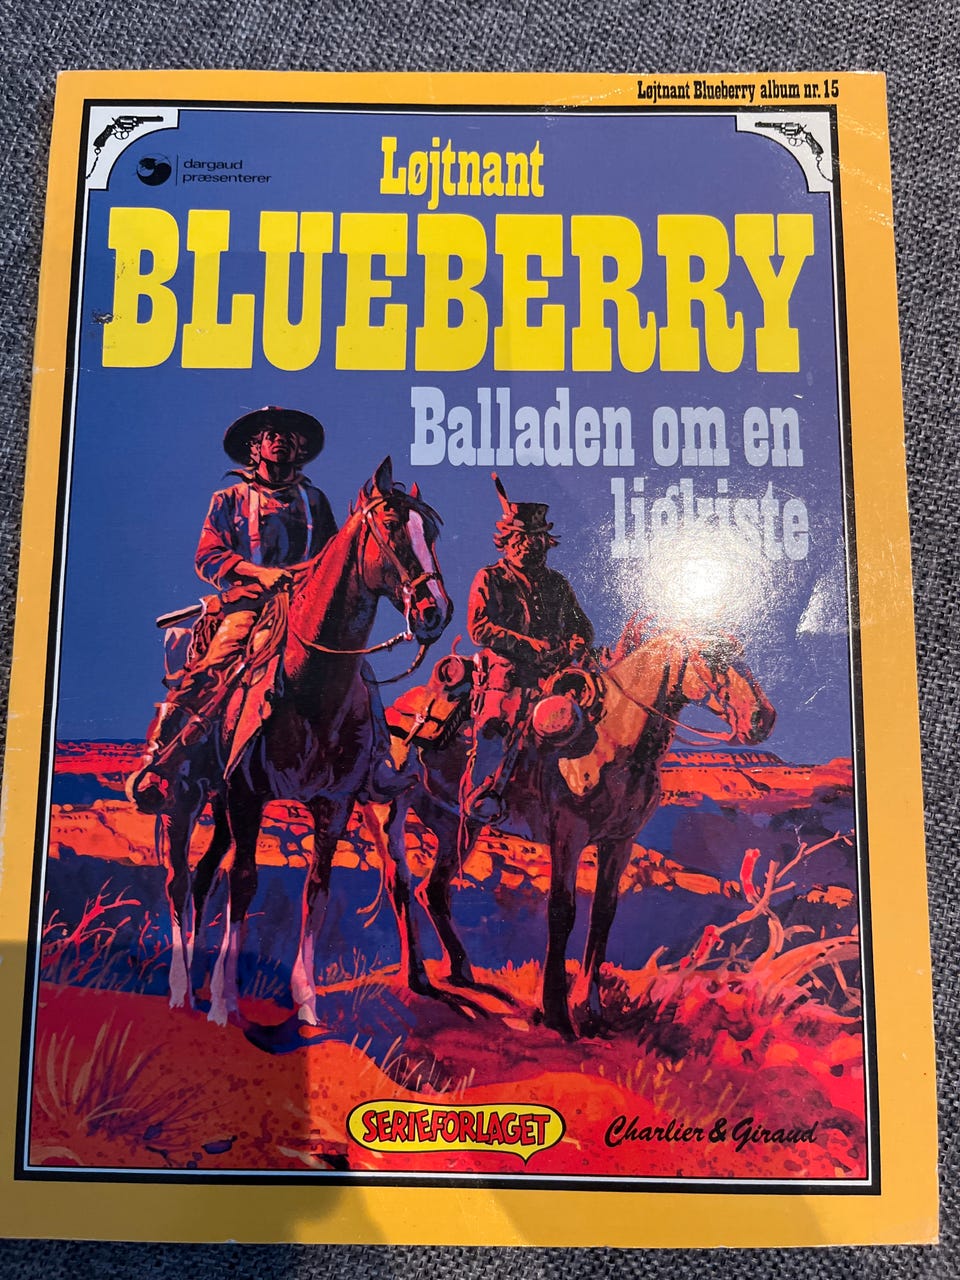 Løjtnant Blueberry album nr. 15
dargaud
præsenterer
Løjtnant
BLUEBERRY
Balladen om en
ligkiste
SERIEFORLAGET
Charlier & Giraud